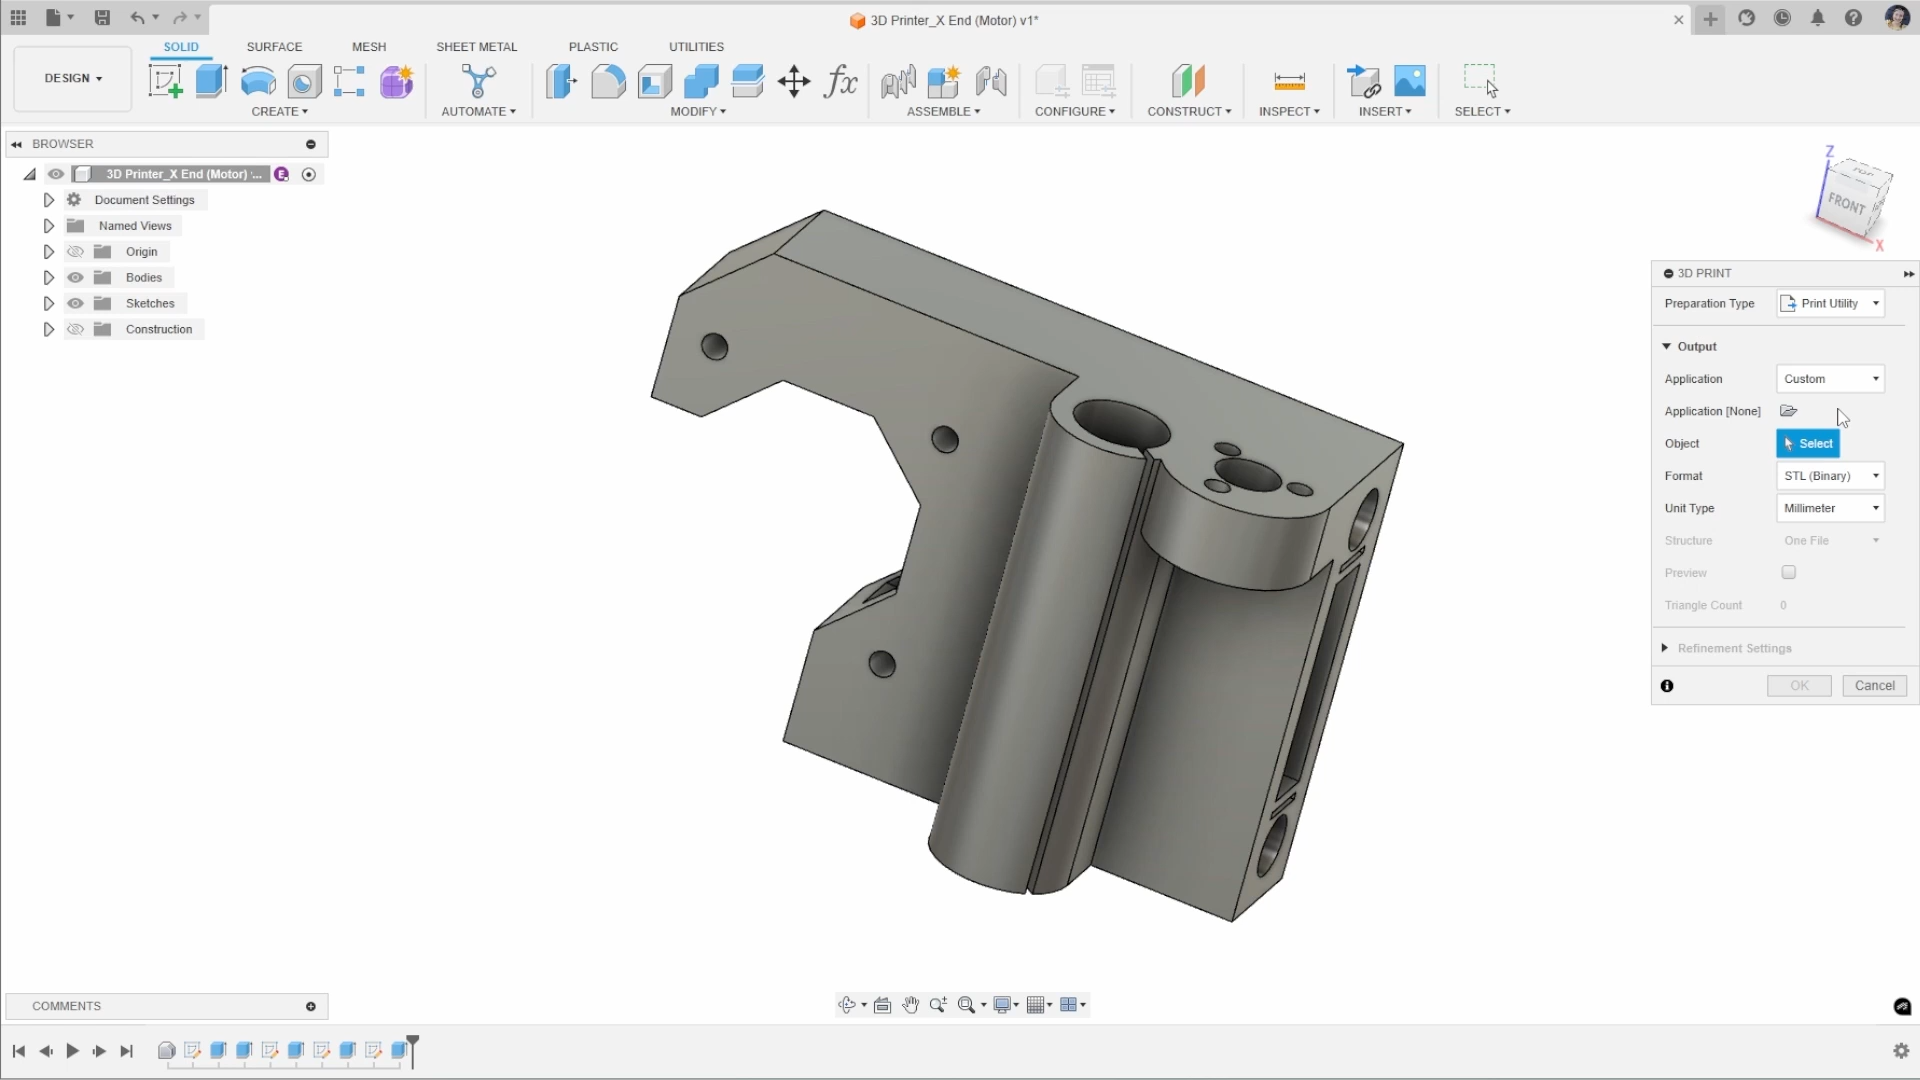 3D Printer_X End (Motor) v1*
DESIGN
SOLID
SURFACE
MESH
SHEET METAL
PLASTIC
UTILITIES
CREATE
AUTOMATE
MODIFY
ASSEMBLE
CONFIGURE
CONSTRUCT
INSPECT
INSERT
SELECT
fx
BROWSER
3D Printer_X End (Motor) ...
E
Document Settings
Named Views
Origin
Bodies
Sketches
Construction
Z
FRONT
X
3D PRINT
Preparation Type
Print Utility
Output
Application
Custom
Application [None]
Object
Select
Format
STL (Binary)
Unit Type
Millimeter
Structure
One File
Preview
Triangle Count
0
Refinement Settings
OK
Cancel
COMMENTS